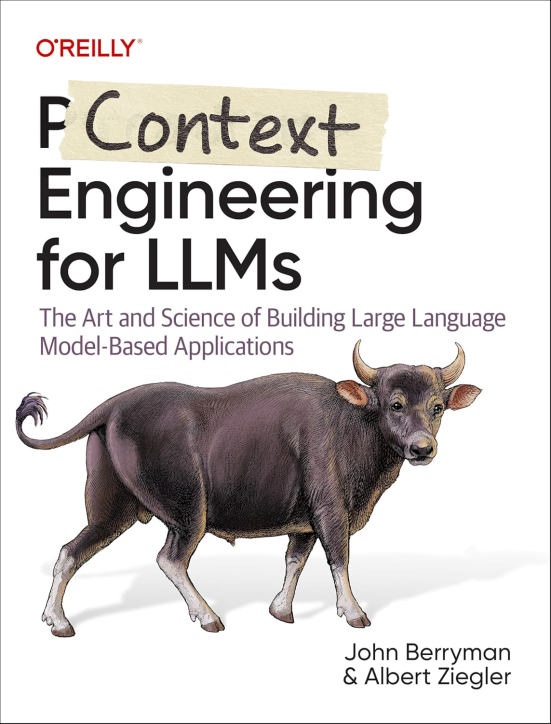 O'REILLY®
P Context
Engineering
for LLMs
The Art and Science of Building Large Language
Model-Based Applications
John Berryman
& Albert Ziegler